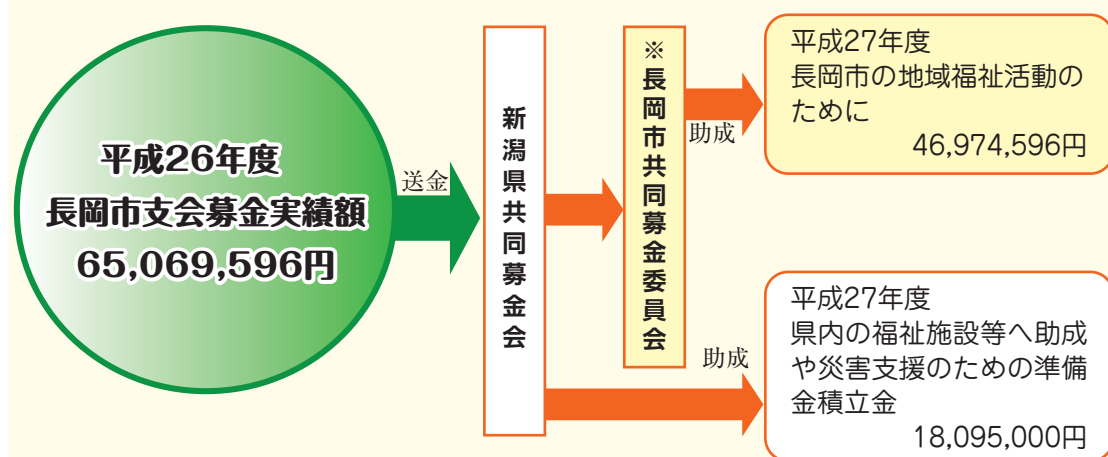 平成26年度
長岡市支会募金実績額
65,069,596円
送金
新潟県共同募金会
※長岡市共同募金委員会
助成
平成27年度
長岡市の地域福祉活動の
ために
46,974,596円
助成
平成27年度
県内の福祉施設等へ助成
や災害支援のための準備
金積立金
18,095,000円